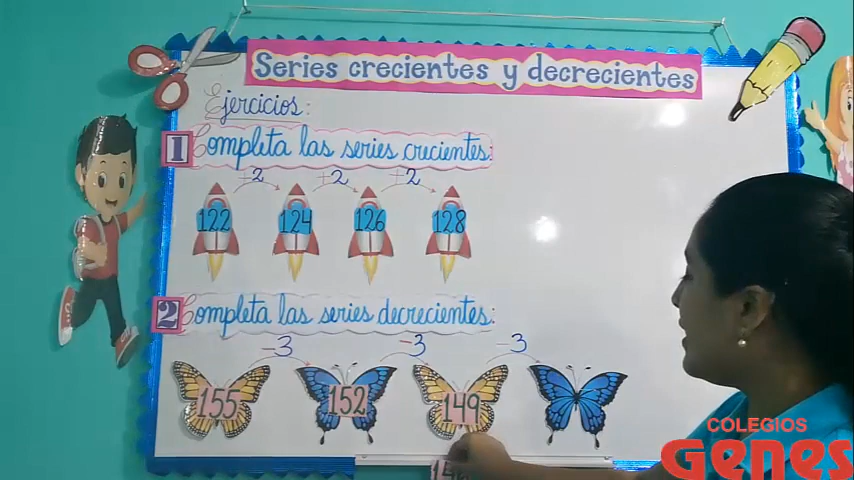 Series crecientes y decrecientes
Ejercicios:
1 Completa las series crecientes:
+2 +2 +2
122 124 126 128
2 Completa las series decrecientes:
-3 -3 -3
155 152 149
COLEGIOS
Genes